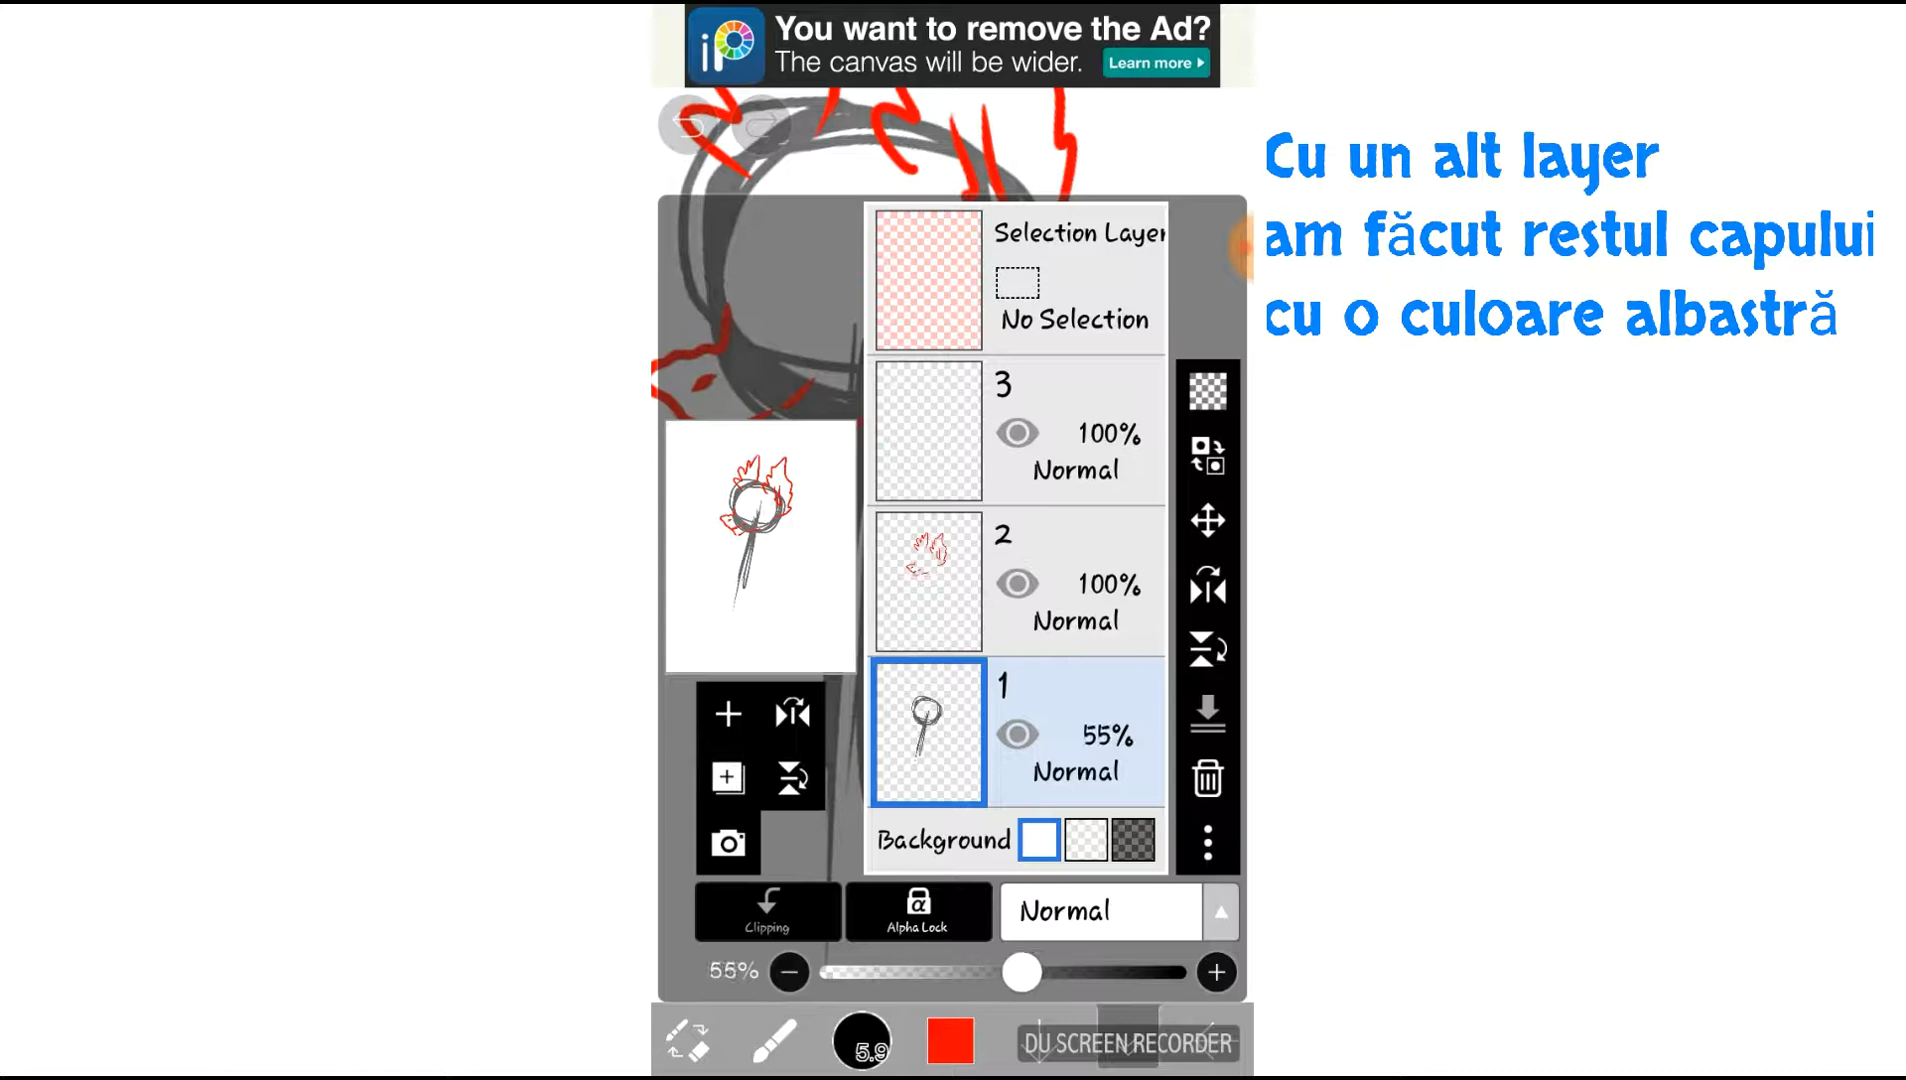 You want to remove the Ad?
The canvas will be wider.
Learn more
Cu un alt layer
am făcut restul capului
cu o culoare albastră
Selection Layer
No Selection
3
100%
Normal
2
100%
Normal
1
55%
Normal
Background
Clipping
Alpha Lock
Normal
55%
5.9
DU SCREEN RECORDER